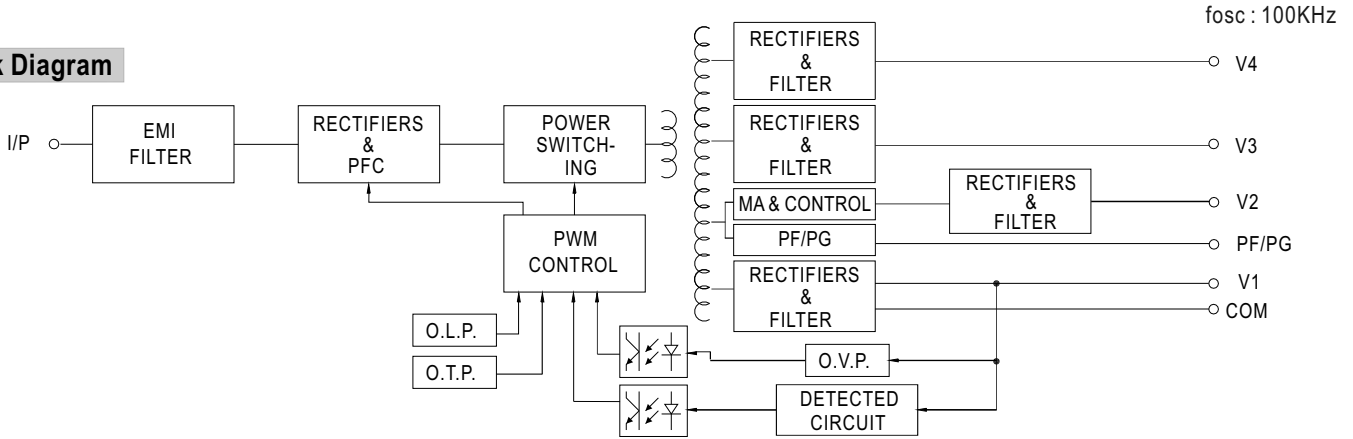 fosc : 100KHz
k Diagram
I/P
EMI
FILTER
RECTIFIERS
&
PFC
POWER
SWITCH-
ING
PWM
CONTROL
O.L.P.
O.T.P.
RECTIFIERS
&
FILTER
V4
RECTIFIERS
&
FILTER
V3
MA & CONTROL
RECTIFIERS
&
FILTER
V2
PF/PG
PF/PG
RECTIFIERS
&
FILTER
V1
COM
O.V.P.
DETECTED
CIRCUIT